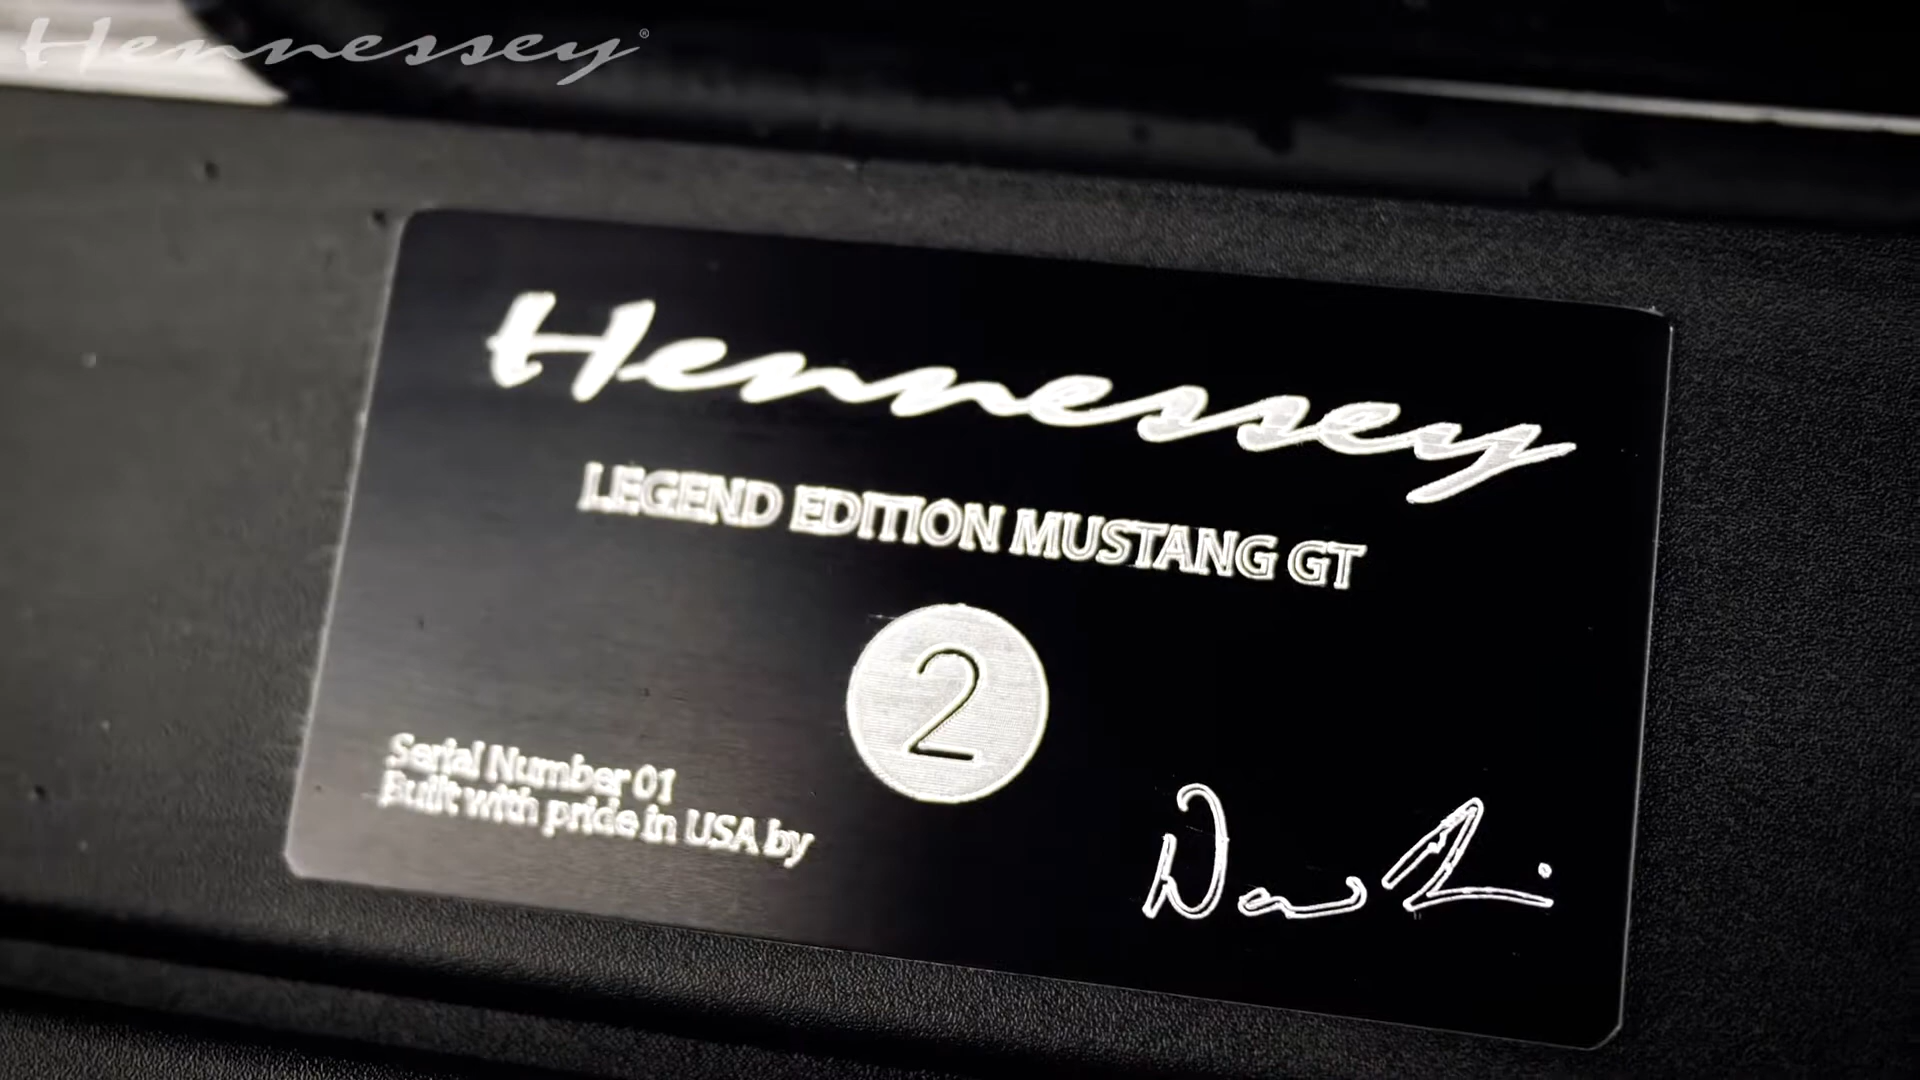 Hennessey®
Hennessey
LEGEND EDITION MUSTANG GT
2
Serial Number 01
Built with pride in USA by